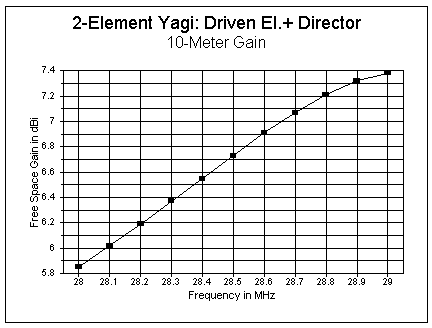 2-Element Yagi: Driven El.+ Director
10-Meter Gain
Free Space Gain in dBi
7.4
7.2
7
6.8
6.6
6.4
6.2
6
5.8
28 28.1 28.2 28.3 28.4 28.5 28.6 28.7 28.8 28.9 29
Frequency in MHz